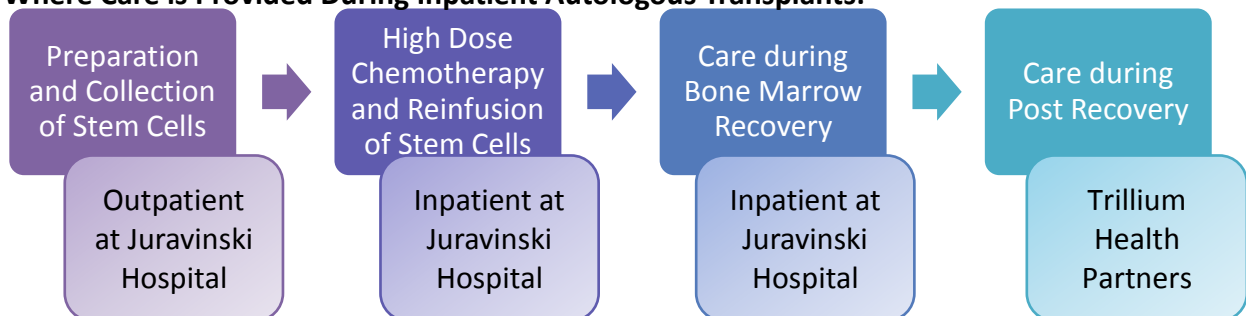 Where Care is Provided During Inpatient Autologous Transplants:
Preparation
and Collection
of Stem Cells
Outpatient
at Juravinski
Hospital
High Dose
Chemotherapy
and Reinfusion
of Stem Cells
Inpatient at
Juravinski
Hospital
Care during
Bone Marrow
Recovery
Inpatient at
Juravinski
Hospital
Care during
Post Recovery
Trillium
Health
Partners